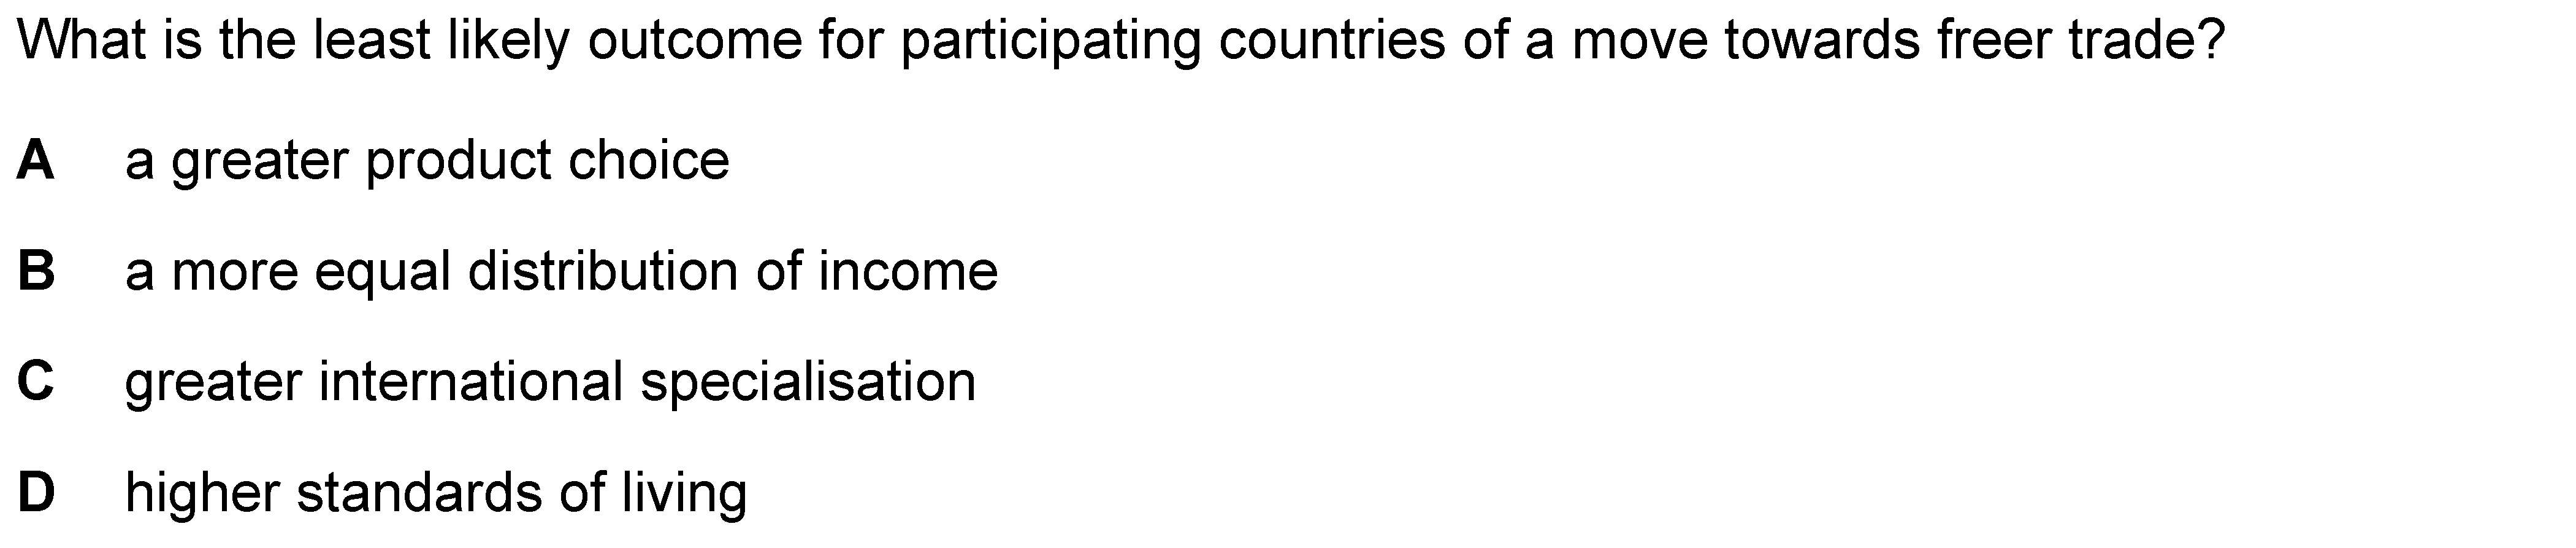 What is the least likely outcome for participating countries of a move towards freer trade?
A a greater product choice
B a more equal distribution of income
C greater international specialisation
D higher standards of living